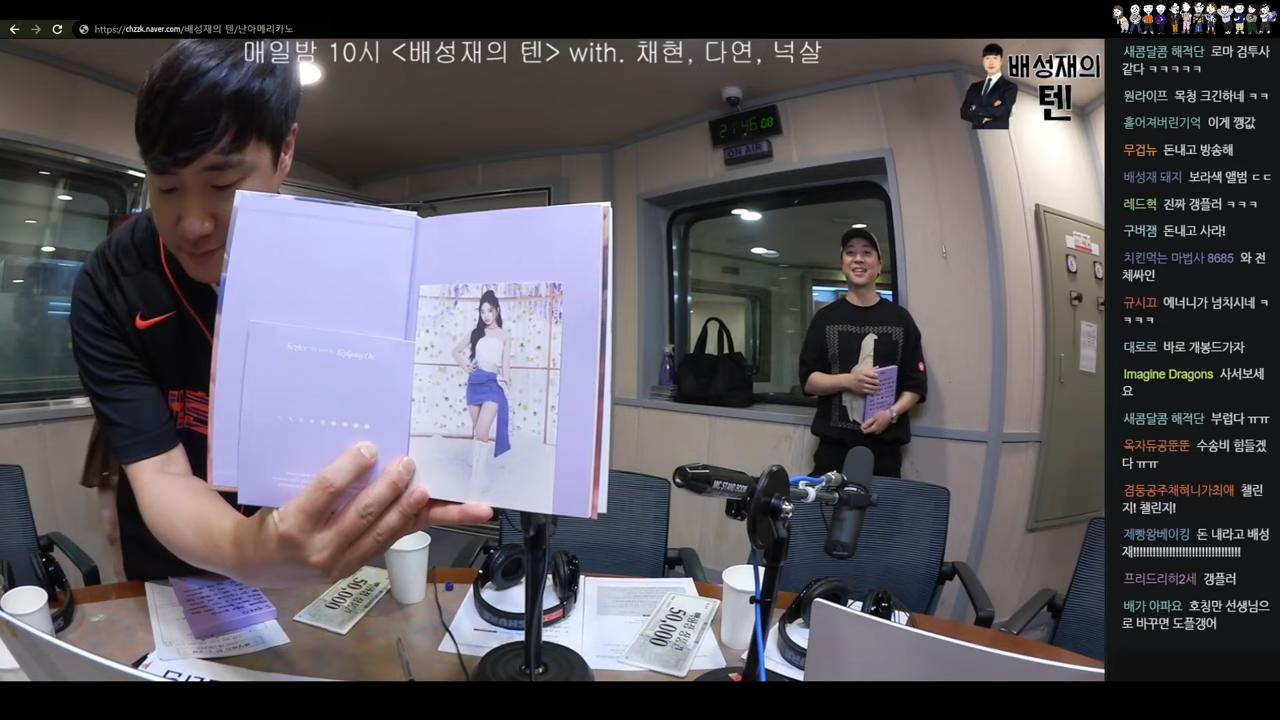 https://chzzk.naver.com/배성재의 텐/난아메리카노
매일밤 10시 <배성재의 텐> with. 채현, 다연, 넉살
배성재의
텐
21:46 08
ON AIR
Kep1er
MIC STAND BOOM
50,000
50,000
새콤달콤 해적단 로마 검투사
같다 ㅋㅋㅋㅋㅋ
원라이프 목청 크긴하네 ㅋㅋ
흩어져버린기억 이게 깽값
무겁뉴 돈내고 방송해
배성재 돼지 보라색 앨범 ㄷㄷ
레드혁 진짜 갱플러 ㅋㅋㅋ
구버잼 돈내고 사라!
치킨먹는 마법사 8685 와 전
체싸인
규시끄 에너니가 넘치시네 ㅋ
ㅋㅋㅋ
대로로 바로 개봉드가자
Imagine Dragons 사서보세
요
새콤달콤 해적단 부럽다 ㅠㅠ
옥자듀공뚠뚠 수송비 힘들겠
다 ㅠㅠ
검둥공주채혀니가최애 챌린
지! 챌린지!
제빵왕베이킹 돈 내라고 배성
재!!!!!!!!!!!!!!!!!!!!!!!!!!!!!!!!
프리드리히2세 갱플러
배가 아파요 호칭만 선생님으
로 바꾸면 도플갱어